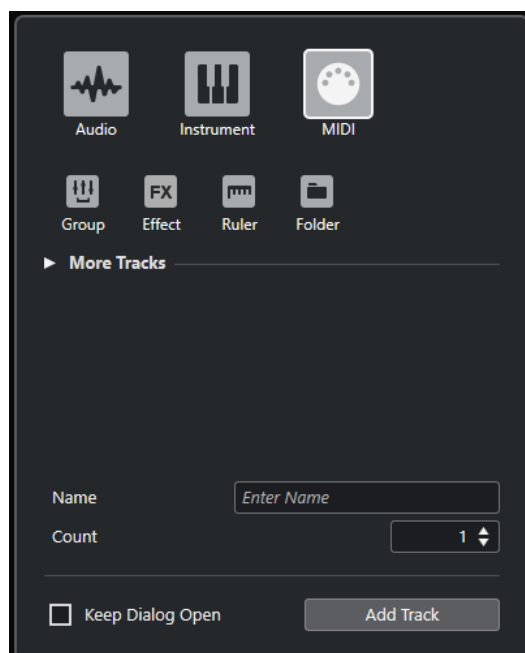 Audio Instrument MIDI
FX
Group Effect Ruler Folder
More Tracks
Name Enter Name
Count 1
Keep Dialog Open Add Track